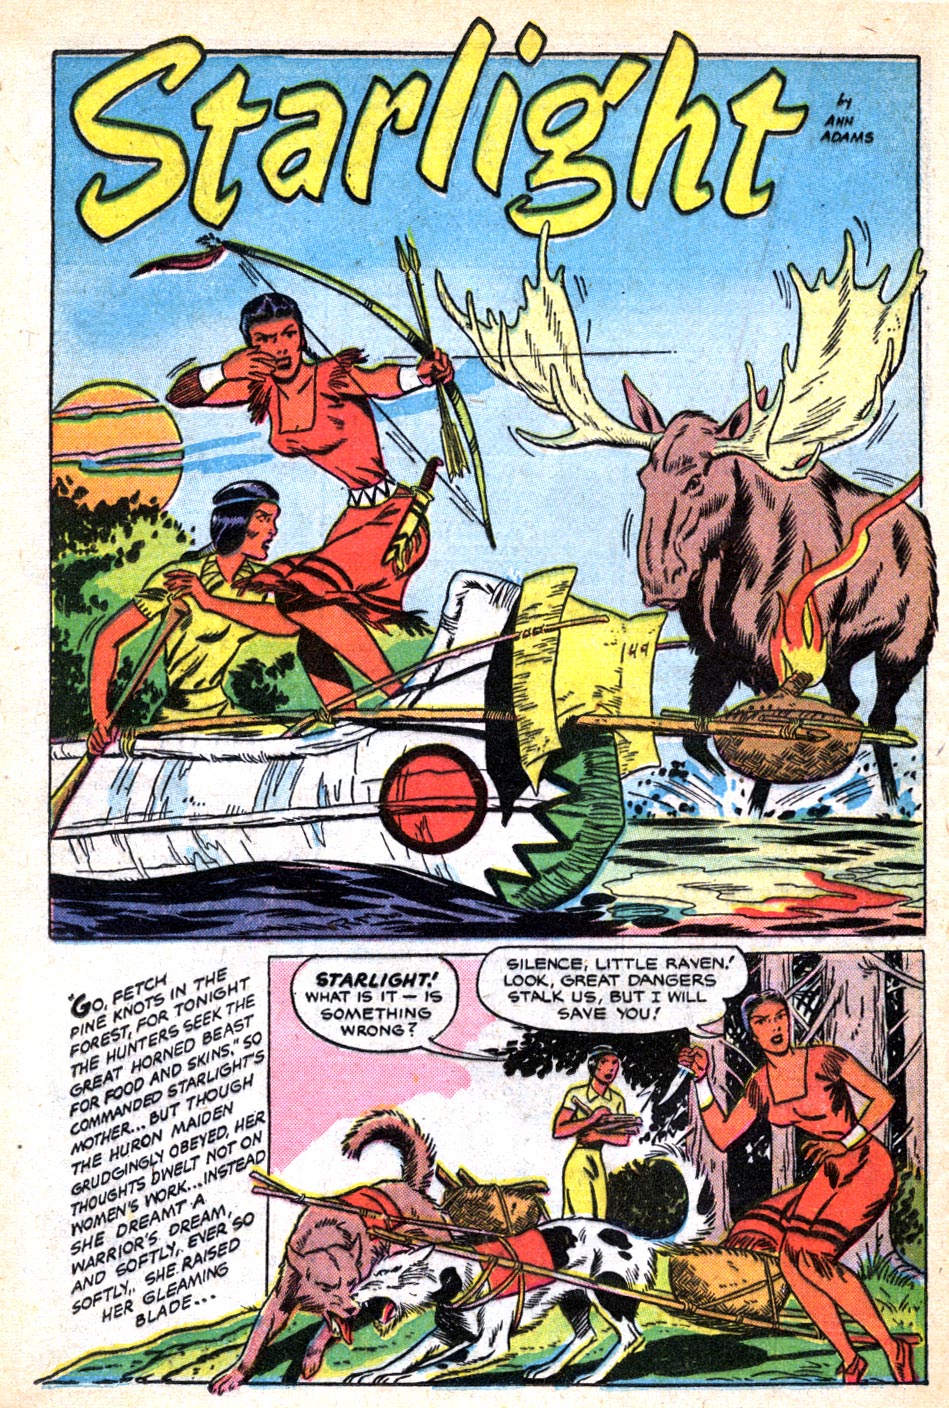 Starlight
by
ANN
ADAMS
"GO, FETCH
PINE KNOTS IN THE
FOREST, FOR TONIGHT
THE HUNTERS SEEK THE
GREAT HORNED BEAST
FOR FOOD AND SKINS," SO
COMMANDED STARLIGHT'S
MOTHER... BUT THOUGH
THE HURON MAIDEN
GRUDGINGLY OBEYED, HER
THOUGHTS DWELT NOT ON
WOMEN'S WORK... INSTEAD
SHE DREAMT A
WARRIOR'S DREAM,
AND SOFTLY, EVER SO
SOFTLY, SHE RAISED
HER GLEAMING
BLADE...
STARLIGHT!
WHAT IS IT — IS
SOMETHING
WRONG?
SILENCE, LITTLE RAVEN!
LOOK, GREAT DANGERS
STALK US, BUT I WILL
SAVE YOU!